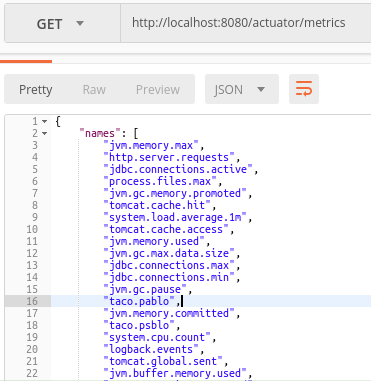 GET http://localhost:8080/actuator/metrics
Pretty Raw Preview JSON
1 {
2 "names": [
3 "jvm.memory.max",
4 "http.server.requests",
5 "jdbc.connections.active",
6 "process.files.max",
7 "jvm.gc.memory.promoted",
8 "tomcat.cache.hit",
9 "system.load.average.1m",
10 "tomcat.cache.access",
11 "jvm.memory.used",
12 "jvm.gc.max.data.size",
13 "jdbc.connections.max",
14 "jdbc.connections.min",
15 "jvm.gc.pause",
16 "taco.pablo",
17 "jvm.memory.committed",
18 "taco.psblo",
19 "system.cpu.count",
20 "logback.events",
21 "tomcat.global.sent",
22 "jvm.buffer.memory.used",